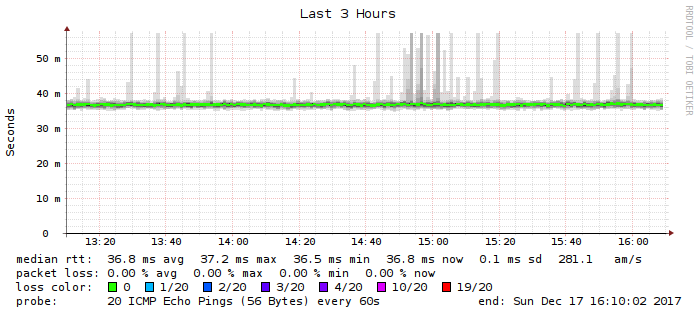 Last 3 Hours
RRDTOOL / TOBI OETIKER
Seconds
50 m
40 m
30 m
20 m
10 m
0
13:20 13:40 14:00 14:20 14:40 15:00 15:20 15:40 16:00
median rtt: 36.8 ms avg 37.2 ms max 36.5 ms min 36.8 ms now 0.1 ms sd 281.1 am/s
packet loss: 0.00 % avg 0.00 % max 0.00 % min 0.00 % now
loss color: 0 1/20 2/20 3/20 4/20 10/20 19/20
probe: 20 ICMP Echo Pings (56 Bytes) every 60s end: Sun Dec 17 16:10:02 2017